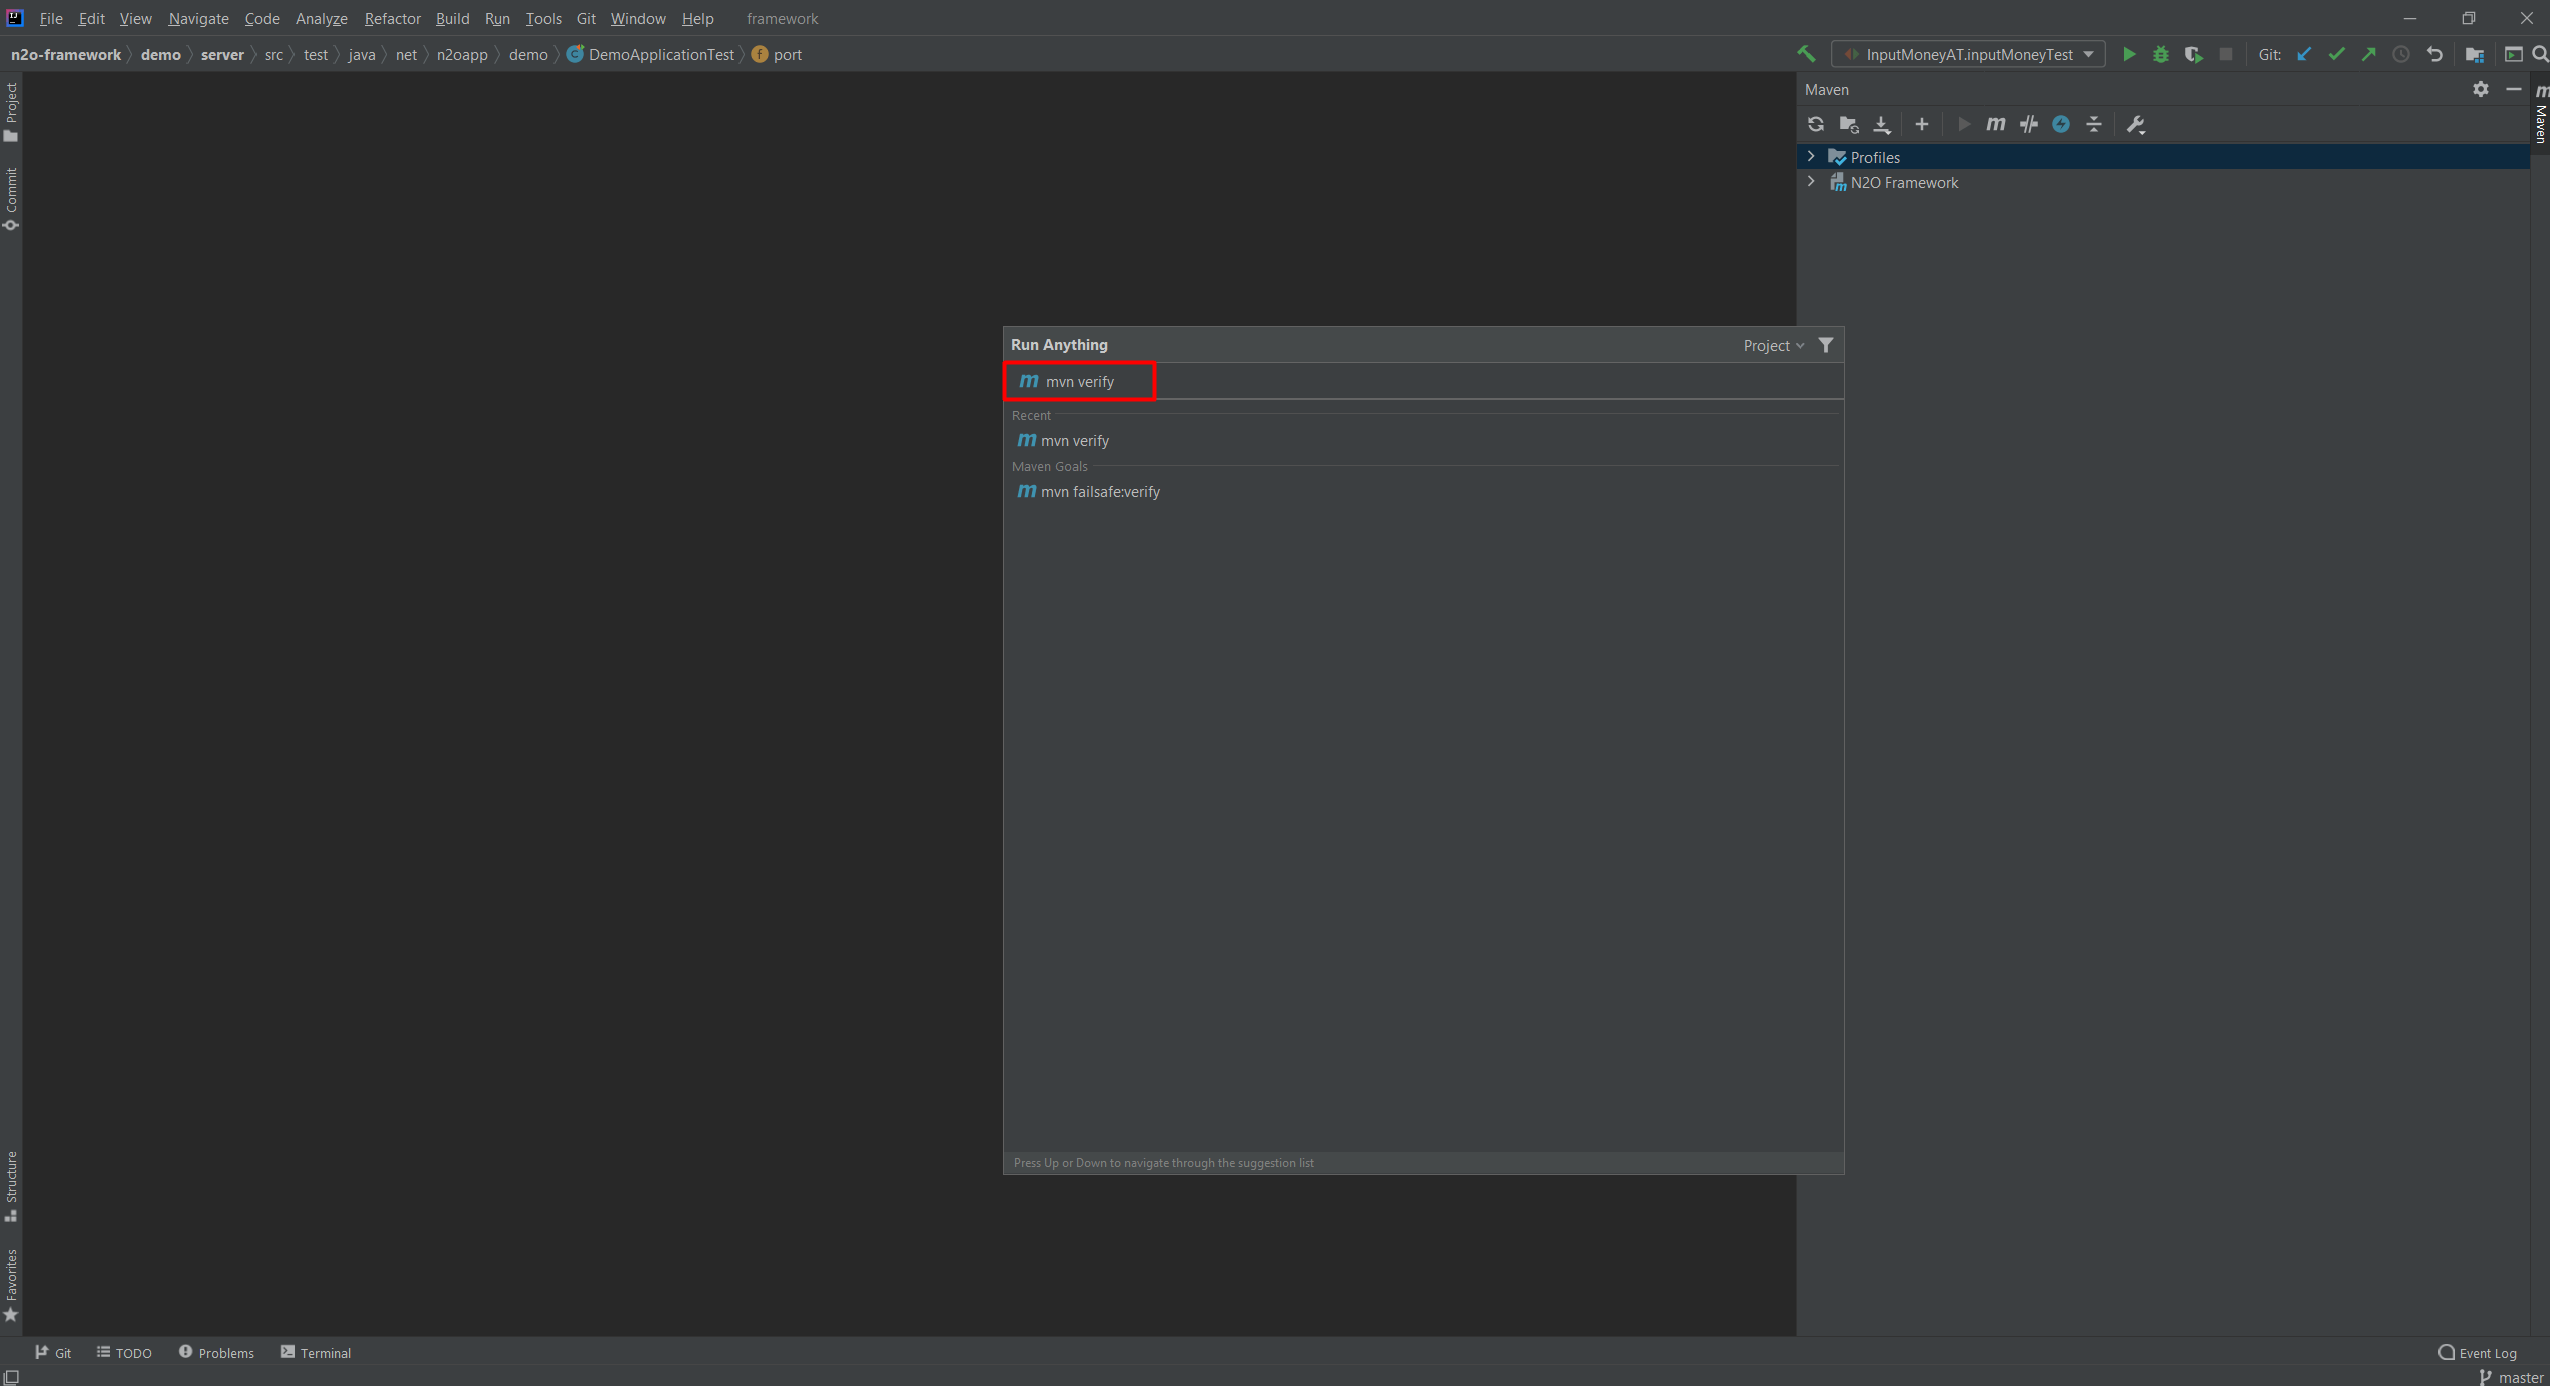 File Edit View Navigate Code Analyze Refactor Build Run Tools Git Window Help framework
n2o-framework demo server src test java net n2oapp demo DemoApplicationTest port
InputMoneyAT.inputMoneyTest Git:
Project
Commit
Structure
Favorites
Maven
Profiles
N2O Framework
Maven
Run Anything Project
mvn verify
Recent
mvn verify
Maven Goals
mvn failsafe:verify
Press Up or Down to navigate through the suggestion list
Git TODO Problems Terminal Event Log
master